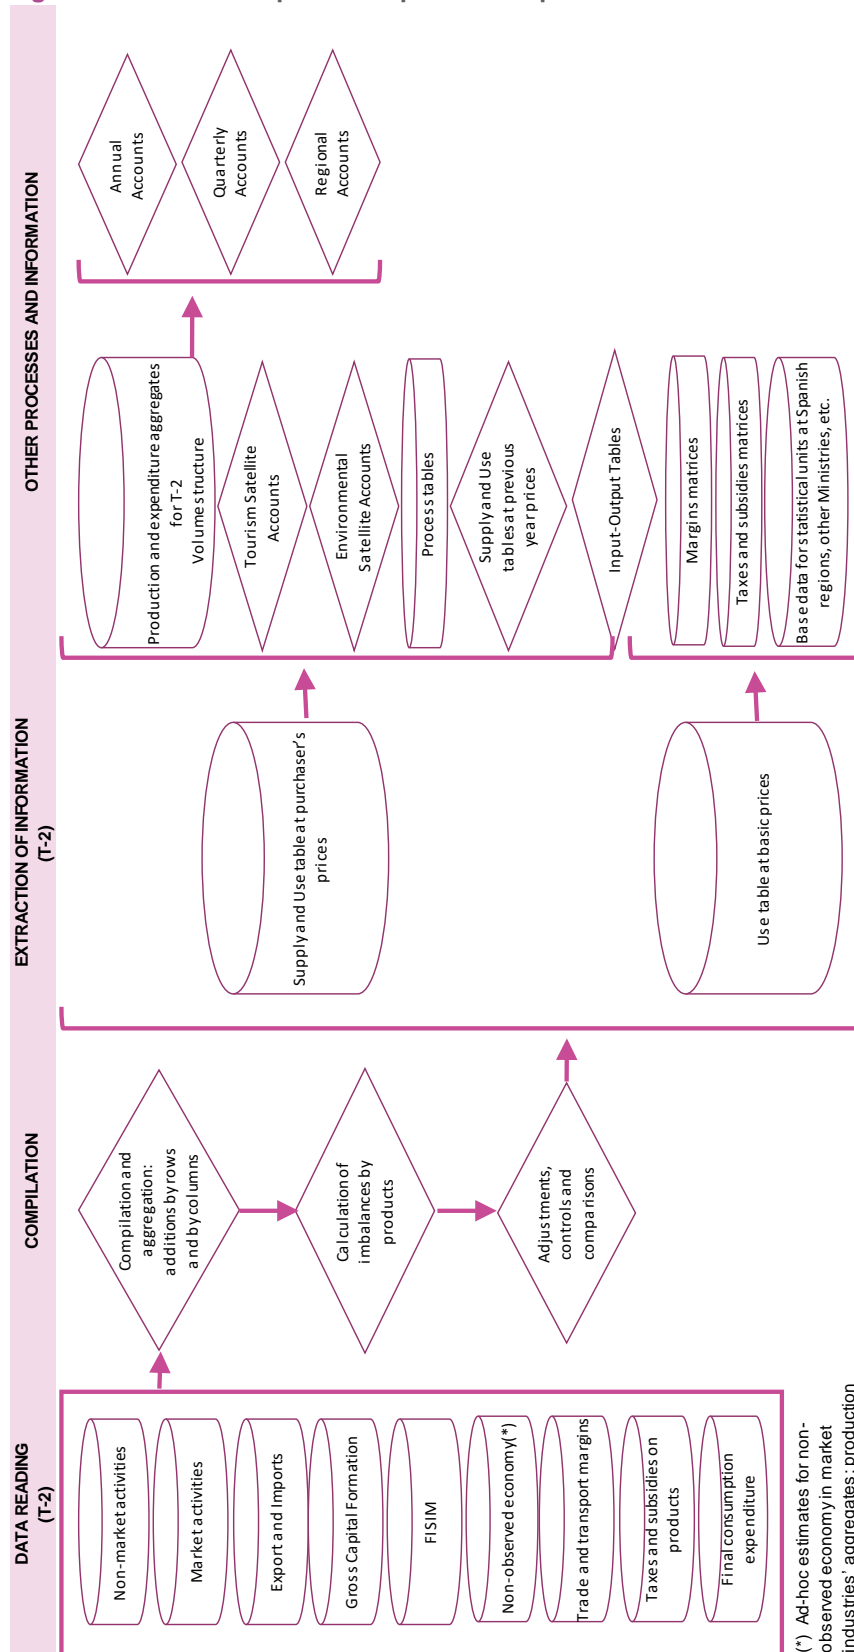 DATA READING
(T-2)
Non-market activities
Market activities
Export and Imports
Gross Capital Formation
FISIM
Non-observed economy(*)
Trade and transport margins
Taxes and subsidies on
products
Final consumption
expenditure
(*) Ad-hoc estimates for non-
observed economy in market
industries' aggregates: production
COMPILATION
Compilation and
aggregation:
additions by rows
and by columns
Calculation of
imbalances by
products
Adjustments,
controls and
comparisons
EXTRACTION OF INFORMATION
(T-2)
Supply and Use table at purchaser's
prices
Use table at basic prices
OTHER PROCESSES AND INFORMATION
Production and expenditure aggregates
for T-2
Volume structure
Tourism Satellite
Accounts
Environmental
Satellite Accounts
Process tables
Supply and Use
tables at previous
year prices
Input-Output Tables
Margins matrices
Taxes and subsidies matrices
Base data for statistical units at Spanish
regions, other Ministries, etc.
Annual
Accounts
Quarterly
Accounts
Regional
Accounts